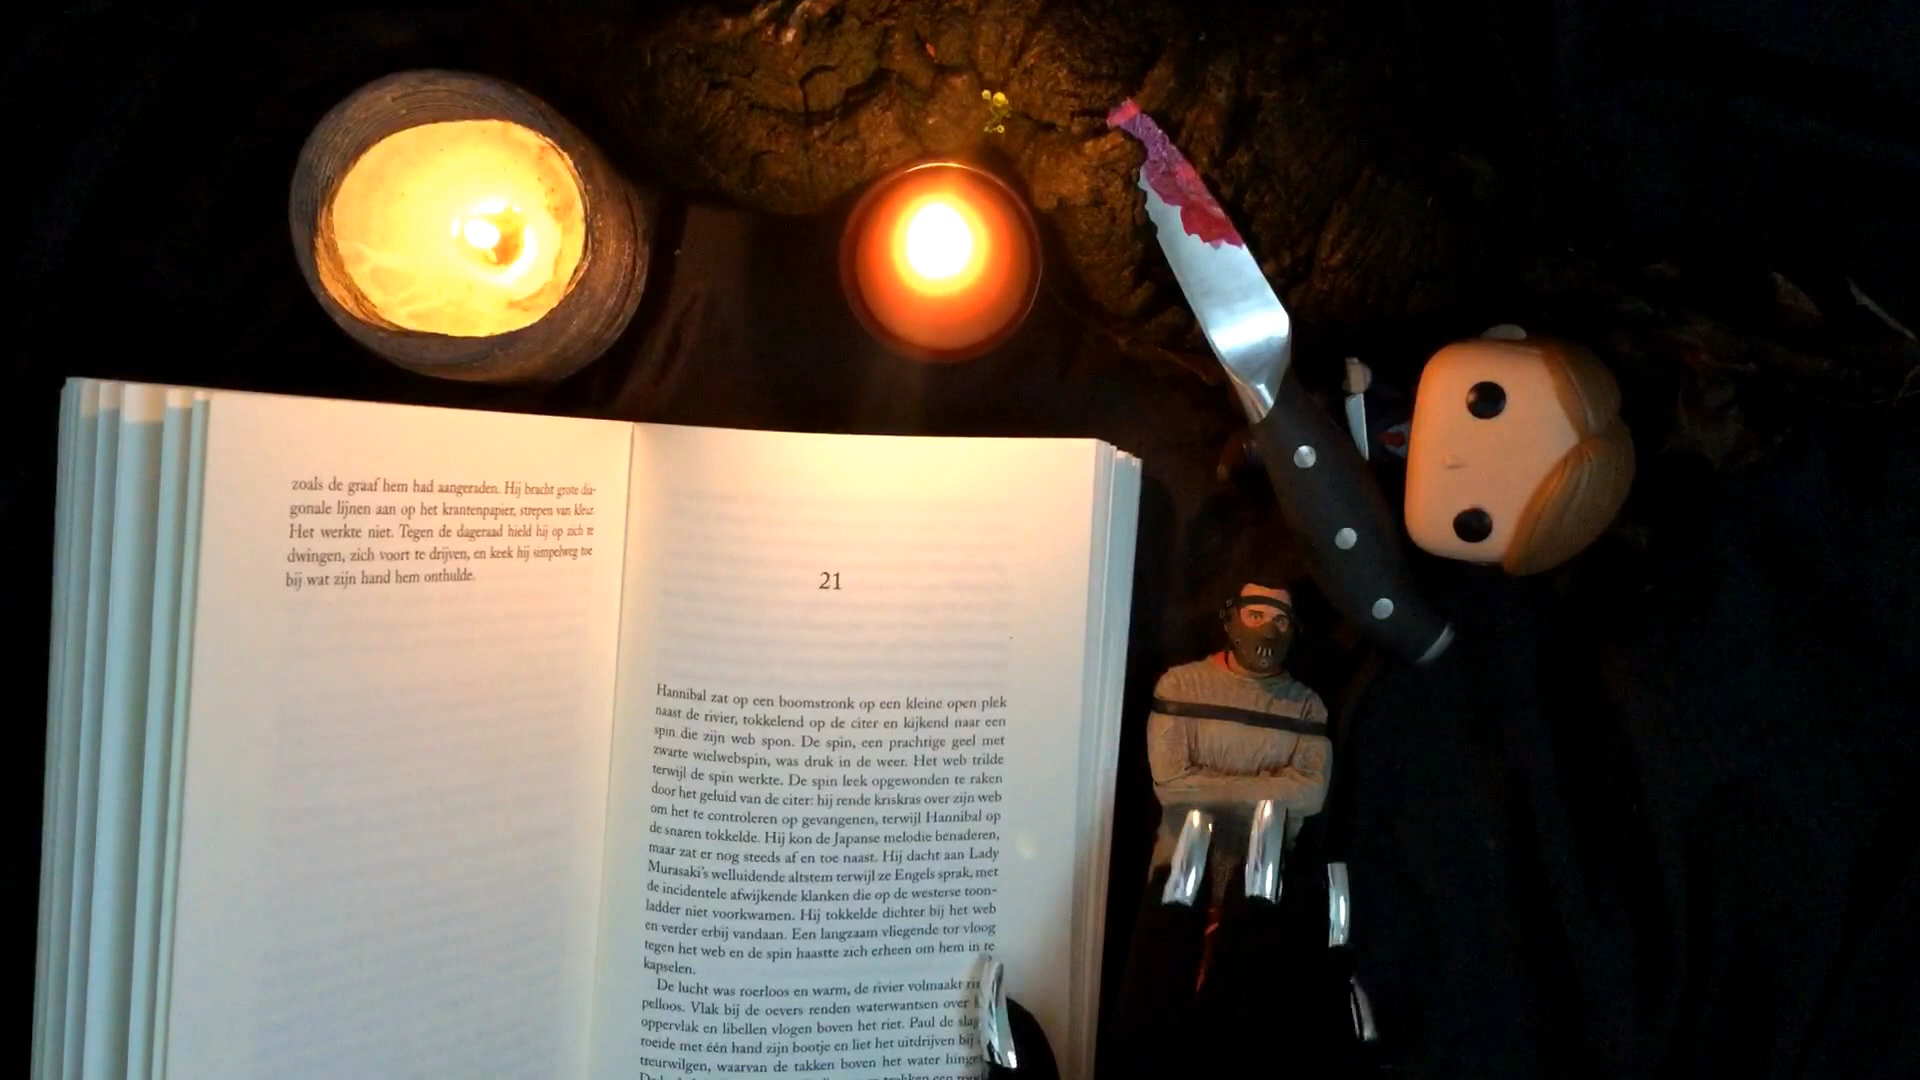 zoals de graaf hem had aangeraden. Hij bracht grote dia-
gonale lijnen aan op het krantenpapier, strepen van kleur.
Het werkte niet. Tegen de dageraad hield hij op zich te
dwingen, zich voort te drijven, en keek hij simpelweg toe
bij wat zijn hand hem onthulde.
21
Hannibal zat op een boomstronk op een kleine open plek
naast de rivier, tokkelend op de citer en kijkend naar een
spin die zijn web spon. De spin, een prachtige geel met
zwarte wielwebspin, was druk in de weer. Het web trilde
terwijl de spin werkte. De spin leek opgewonden te raken
door het geluid van de citer: hij rende kriskras over zijn web
om het te controleren op gevangenen, terwijl Hannibal op
de snaren tokkelde. Hij kon de Japanse melodie benaderen,
maar zat er nog steeds af en toe naast. Hij dacht aan Lady
Murasaki's welluidende altstem terwijl ze Engels sprak, met
de incidentele afwijkende klanken die op de westerse toon-
ladder niet voorkwamen. Hij tokkelde dichter bij het web
en verder erbij vandaan. Een langzaam vliegende tor vloog
tegen het web en de spin haastte zich erheen om hem in te
kapselen.
De lucht was roerloos en warm, de rivier volmaakt
pelloos. Vlak bij de oevers renden waterwantsen over
oppervlak en libellen vlogen boven het riet. Paul de
roeide met één hand zijn bootje en liet het uitdrijven bij
treurwilgen, waarvan de takken boven het water